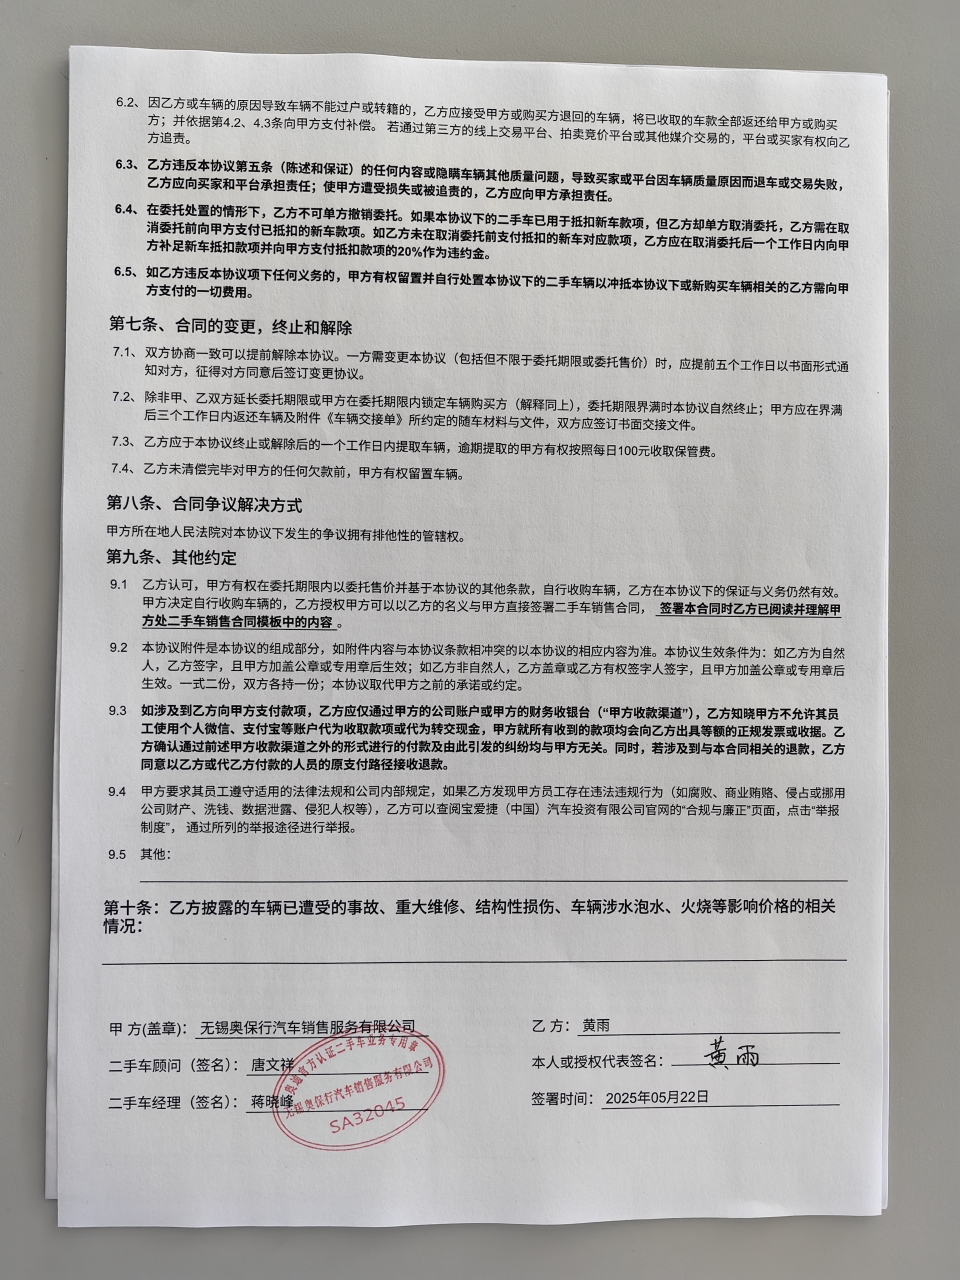 6.2、 因乙方或车辆的原因导致车辆不能过户或转籍的，乙方应接受甲方或购买方退回的车辆，将已收取的车款全部返还给甲方或购买
方；并依据第4.2、4.3条向甲方支付补偿。 若通过第三方的线上交易平台、拍卖竞价平台或其他媒介交易的，平台或买家有权向乙
方追责。
6.3、 乙方违反本协议第五条（陈述和保证）的任何内容或隐瞒车辆其他质量问题，导致买家或平台因车辆质量原因而退车或交易失败，
乙方应向买家和平台承担责任；使甲方遭受损失或被追责的，乙方应向甲方承担责任。
6.4、 在委托处置的情形下，乙方不可单方撤销委托。如果本协议下的二手车已用于抵扣新车款项，但乙方却单方取消委托，乙方需在取
消委托前向甲方支付已抵扣的新车款项。如乙方未在取消委托前支付抵扣的新车对应款项，乙方应在取消委托后一个工作日内向甲
方补足新车抵扣款项并向甲方支付抵扣款项的20%作为违约金。
6.5、 如乙方违反本协议项下任何义务的，甲方有权留置并自行处置本协议下的二手车辆以冲抵本协议下或新购买车辆相关的乙方需向甲
方支付的一切费用。
第七条、合同的变更，终止和解除
7.1、 双方协商一致可以提前解除本协议。一方需变更本协议（包括但不限于委托期限或委托售价）时，应提前五个工作日以书面形式通
知对方，征得对方同意后签订变更协议。
7.2、 除非甲、乙双方延长委托期限或甲方在委托期限内锁定车辆购买方（解释同上），委托期限界满时本协议自然终止；甲方应在界满
后三个工作日内返还车辆及附件《车辆交接单》所约定的随车材料与文件，双方应签订书面交接文件。
7.3、 乙方应于本协议终止或解除后的一个工作日内提取车辆，逾期提取的甲方有权按照每日100元收取保管费。
7.4、 乙方未清偿完毕对甲方的任何欠款前，甲方有权留置车辆。
第八条、合同争议解决方式
甲方所在地人民法院对本协议下发生的争议拥有排他性的管辖权。
第九条、其他约定
9.1 乙方认可，甲方有权在委托期限内以委托售价并基于本协议的其他条款，自行收购车辆，乙方在本协议下的保证与义务仍然有效。
甲方决定自行收购车辆的，乙方授权甲方可以以乙方的名义与甲方直接签署二手车销售合同， 签署本合同时乙方已阅读并理解甲
方处二手车销售合同模板中的内容 。
9.2 本协议附件是本协议的组成部分，如附件内容与本协议条款相冲突的以本协议的相应内容为准。本协议生效条件为：如乙方为自然
人，乙方签字，且甲方加盖公章或专用章后生效；如乙方非自然人，乙方盖章或乙方有权签字人签字，且甲方加盖公章或专用章后
生效。一式二份，双方各持一份；本协议取代甲方之前的承诺或约定。
9.3 如涉及到乙方向甲方支付款项，乙方应仅通过甲方的公司账户或甲方的财务收银台（“甲方收款渠道”），乙方知晓甲方不允许其员
工使用个人微信、支付宝等账户代为收取款项或代为转交现金，甲方就所有收到的款项均会向乙方出具等额的正规发票或收据。乙
方确认通过前述甲方收款渠道之外的形式进行的付款及由此引发的纠纷均与甲方无关。同时，若涉及到与本合同相关的退款，乙方
同意以乙方或代乙方付款的人员的原支付路径接收退款。
9.4 甲方要求其员工遵守适用的法律法规和公司内部规定，如果乙方发现甲方员工存在违法违规行为（如腐败、商业贿赂、侵占或挪用
公司财产、洗钱、数据泄露、侵犯人权等），乙方可以查阅宝爱捷（中国）汽车投资有限公司官网的“合规与廉正”页面，点击“举报
制度”， 通过所列的举报途径进行举报。
9.5 其他：
第十条：乙方披露的车辆已遭受的事故、重大维修、结构性损伤、车辆涉水泡水、火烧等影响价格的相关
情况：
甲 方(盖章)： 无锡奥保行汽车销售服务有限公司
乙 方： 黄雨
二手车顾问（签名）： 唐文祥
本人或授权代表签名： 黄雨
二手车经理（签名）： 蒋晓峰
签署时间： 2025年05月22日
奥迪官方认证二手车业务专用章
无锡奥保行汽车销售服务有限公司
SA32045